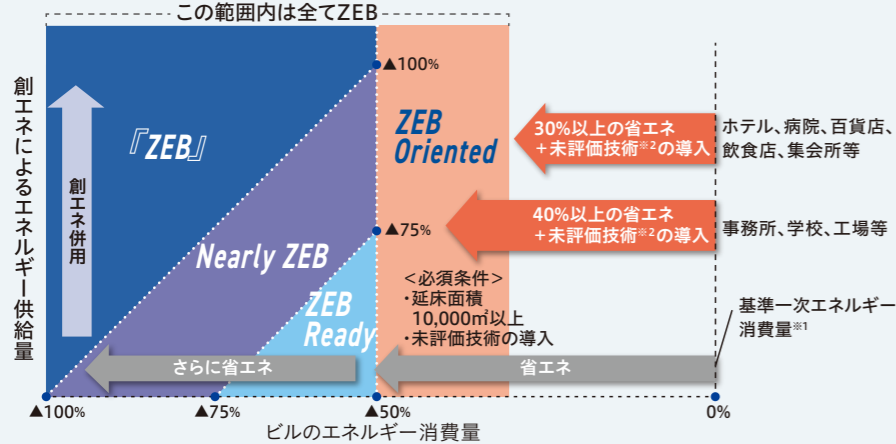 この範囲内は全てZEB
創エネによるエネルギー供給量
創エネ併用
『ZEB』
▲100%
ZEB
Oriented
30%以上の省エネ
+未評価技術※2の導入
ホテル、病院、百貨店、
飲食店、集会所等
40%以上の省エネ
+未評価技術※2の導入
事務所、学校、工場等
▲75%
Nearly ZEB
ZEB
Ready
<必須条件>
・延床面積
10,000㎡以上
・未評価技術の導入
基準一次エネルギー
消費量※1
さらに省エネ
省エネ
▲100%
▲75%
▲50%
0%
ビルのエネルギー消費量